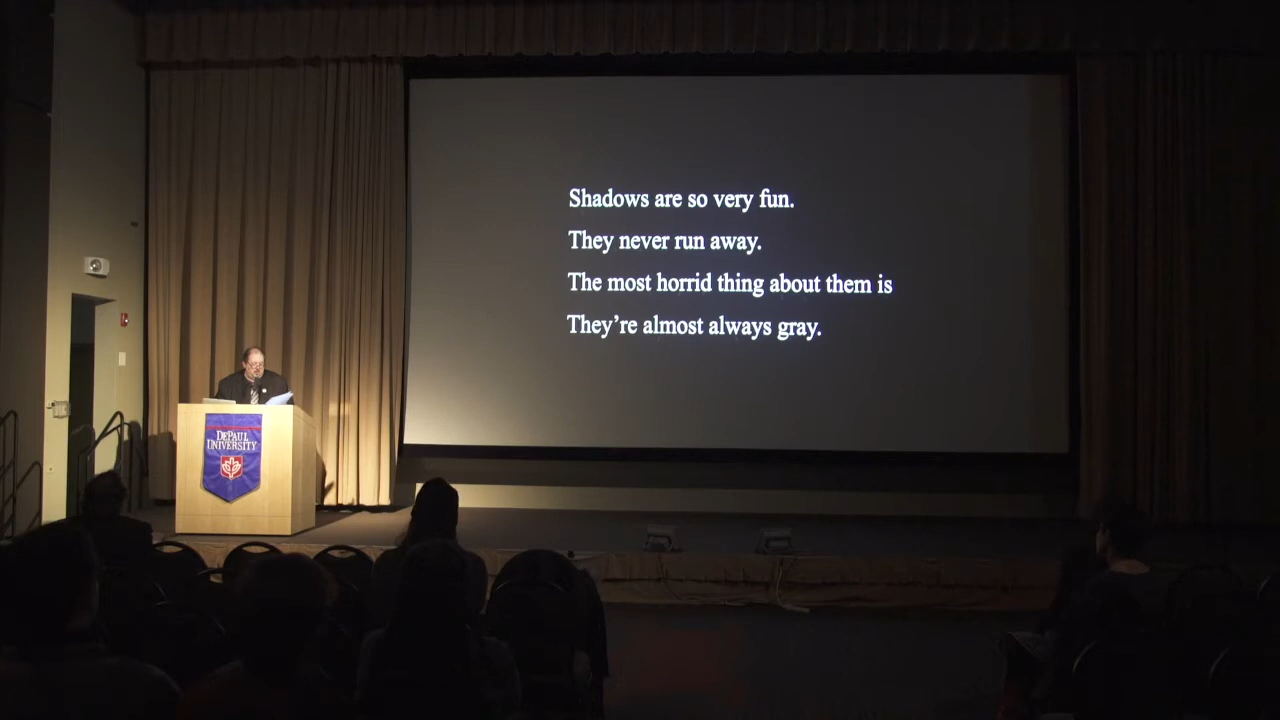 Shadows are so very fun.
They never run away.
The most horrid thing about them is
They’re almost always gray.
DEPAUL
UNIVERSITY